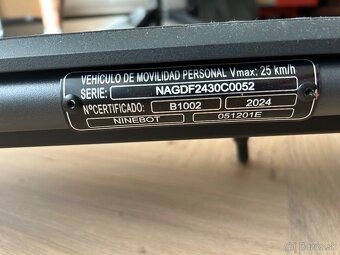 VEHÍCULO DE MOVILIDAD PERSONAL Vmax: 25 km/h
SERIE: NAGDF2430C0052
NºCERTIFICADO: B1002 2024
NINEBOT 051201E